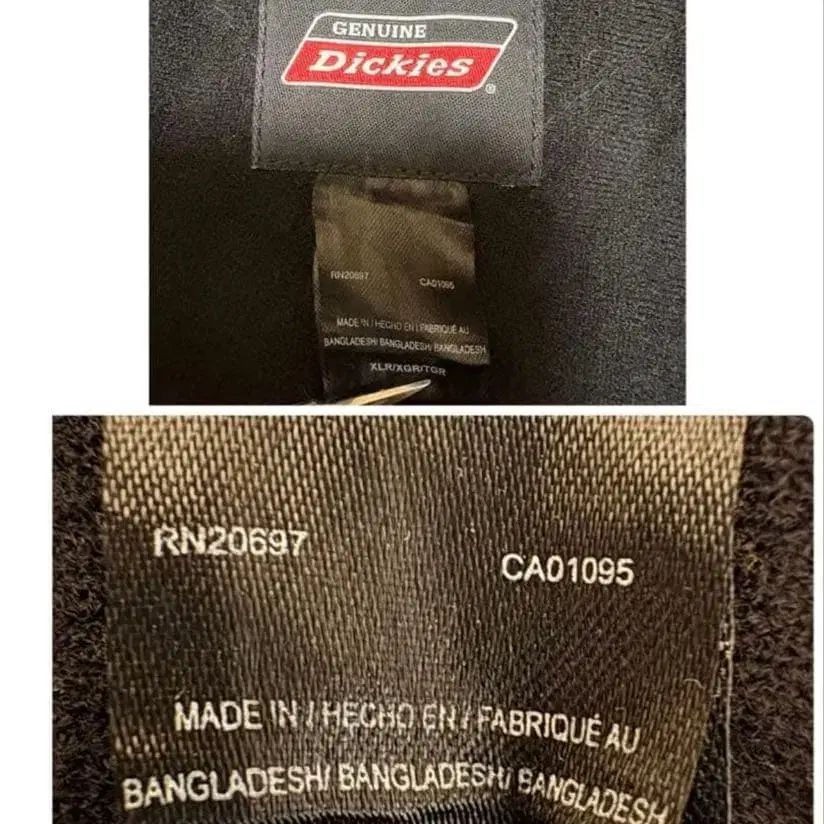 GENUINE
Dickies®
RN20697
CA01095
MADE IN / HECHO EN / FABRIQUÉ AU
BANGLADESH/ BANGLADESH/ BANGLADESH
XLR/XGR/TGR
RN20697
CA01095
MADE IN / HECHO EN / FABRIQUÉ AU
BANGLADESH/ BANGLADESH/ BANGLADESH